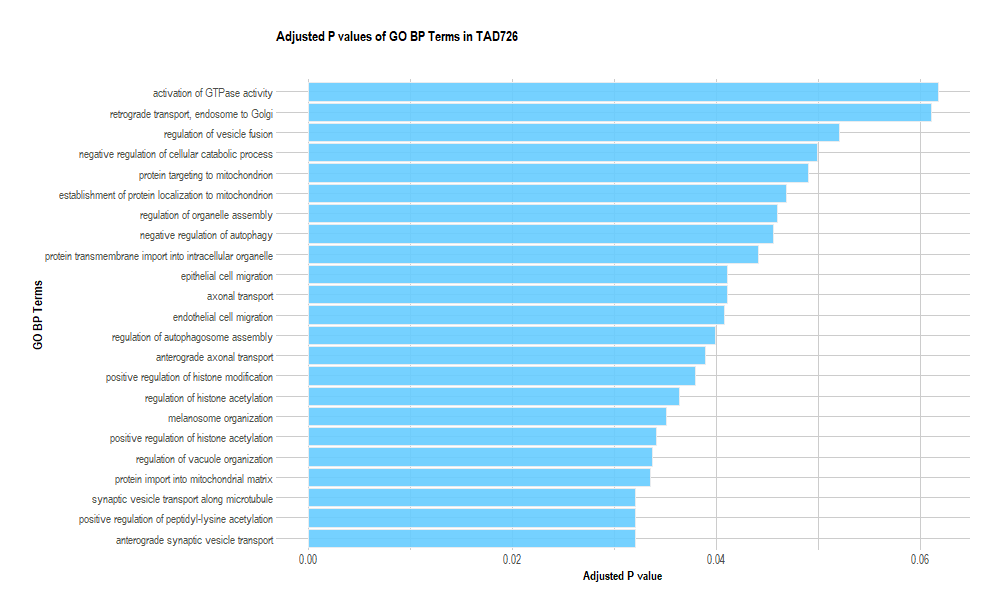 Adjusted P values of GO BP Terms in TAD726
activation of GTPase activity
retrograde transport, endosome to Golgi
regulation of vesicle fusion
negative regulation of cellular catabolic process
protein targeting to mitochondrion
establishment of protein localization to mitochondrion
regulation of organelle assembly
negative regulation of autophagy
protein transmembrane import into intracellular organelle
epithelial cell migration
axonal transport
endothelial cell migration
regulation of autophagosome assembly
anterograde axonal transport
positive regulation of histone modification
regulation of histone acetylation
melanosome organization
positive regulation of histone acetylation
regulation of vacuole organization
protein import into mitochondrial matrix
synaptic vesicle transport along microtubule
positive regulation of peptidyl-lysine acetylation
anterograde synaptic vesicle transport
GO BP Terms
0.00 0.02 0.04 0.06
Adjusted P value